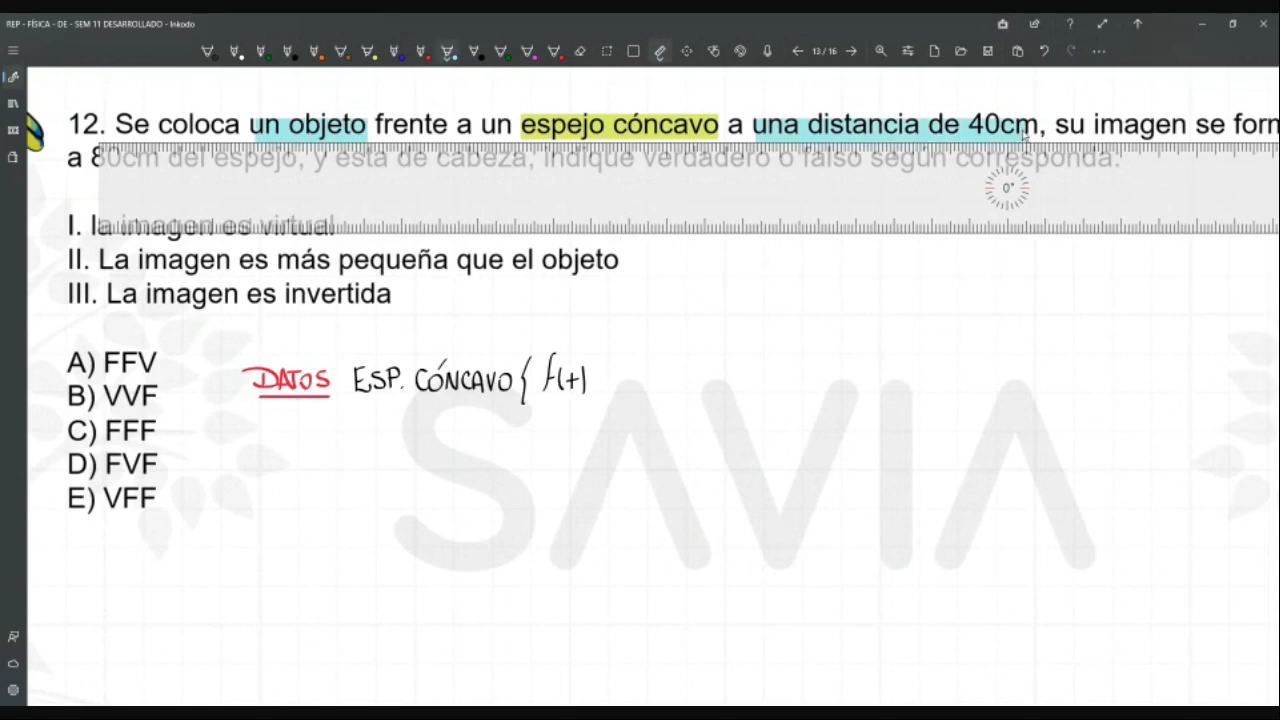 REP - FÍSICA - DE - SEM 11 DESARROLLADO - Inkodo
13/16
12. Se coloca un objeto frente a un espejo cóncavo a una distancia de 40cm, su imagen se form
a 80cm del espejo, y está de cabeza, indique verdadero o falso según corresponda:
0°
I. la imagen es virtual
II. La imagen es más pequeña que el objeto
III. La imagen es invertida
A) FFV
B) VVF
C) FFF
D) FVF
E) VFF
DATOS ESP. CÓNCAVO { f(+)
SAVIA